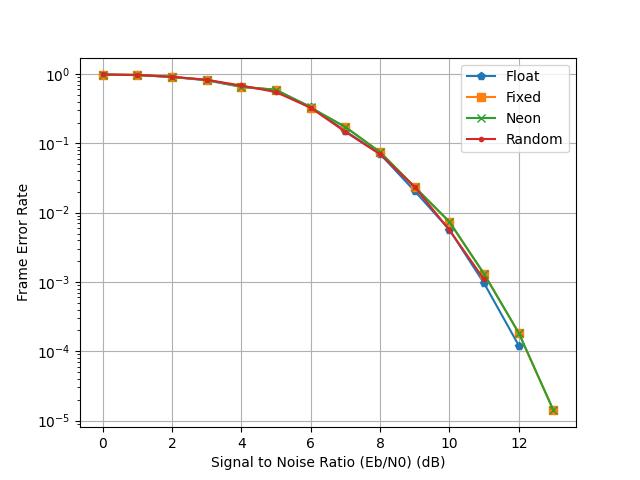 Float
Fixed
Neon
Random
10⁰
10⁻¹
10⁻²
10⁻³
10⁻⁴
10⁻⁵
Frame Error Rate
0 2 4 6 8 10 12
Signal to Noise Ratio (Eb/N0) (dB)